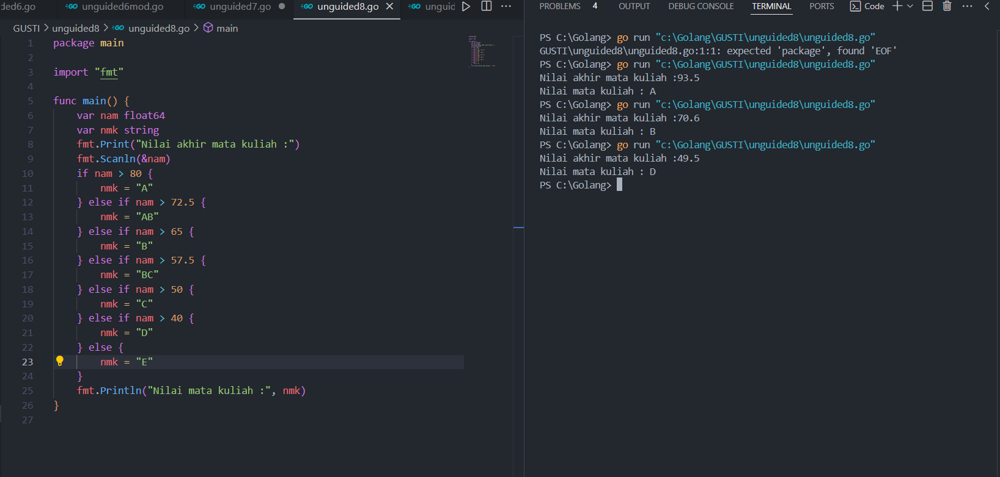 ded6.go unguided6mod.go unguided7.go unguided8.go unguid
GUSTI > unguided8 > unguided8.go > main
1 package main
2
3 import "fmt"
4
5 func main() {
6 var nam float64
7 var nmk string
8 fmt.Print("Nilai akhir mata kuliah :")
9 fmt.Scanln(&nam)
10 if nam > 80 {
11 nmk = "A"
12 } else if nam > 72.5 {
13 nmk = "AB"
14 } else if nam > 65 {
15 nmk = "B"
16 } else if nam > 57.5 {
17 nmk = "BC"
18 } else if nam > 50 {
19 nmk = "C"
20 } else if nam > 40 {
21 nmk = "D"
22 } else {
23 nmk = "E"
24 }
25 fmt.Println("Nilai mata kuliah :", nmk)
26 }
27
PROBLEMS 4 OUTPUT DEBUG CONSOLE TERMINAL PORTS Code
PS C:\Golang> go run "c:\Golang\GUSTI\unguided8\unguided8.go"
GUSTI\unguided8\unguided8.go:1:1: expected 'package', found 'EOF'
PS C:\Golang> go run "c:\Golang\GUSTI\unguided8\unguided8.go"
Nilai akhir mata kuliah :93.5
Nilai mata kuliah : A
PS C:\Golang> go run "c:\Golang\GUSTI\unguided8\unguided8.go"
Nilai akhir mata kuliah :70.6
Nilai mata kuliah : B
PS C:\Golang> go run "c:\Golang\GUSTI\unguided8\unguided8.go"
Nilai akhir mata kuliah :49.5
Nilai mata kuliah : D
PS C:\Golang>